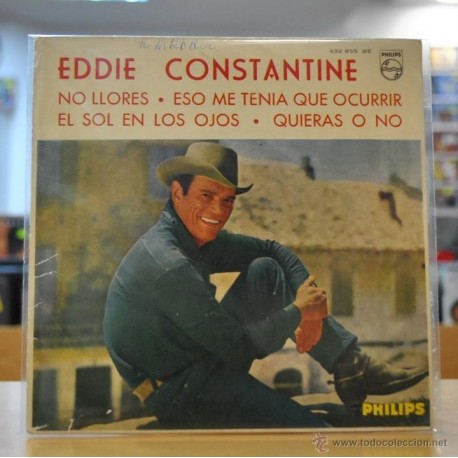 432.855 BE
PHILIPS
EDDIE CONSTANTINE
NO LLORES • ESO ME TENIA QUE OCURRIR
EL SOL EN LOS OJOS • QUIERAS O NO
PHILIPS
© www.todocoleccion.net